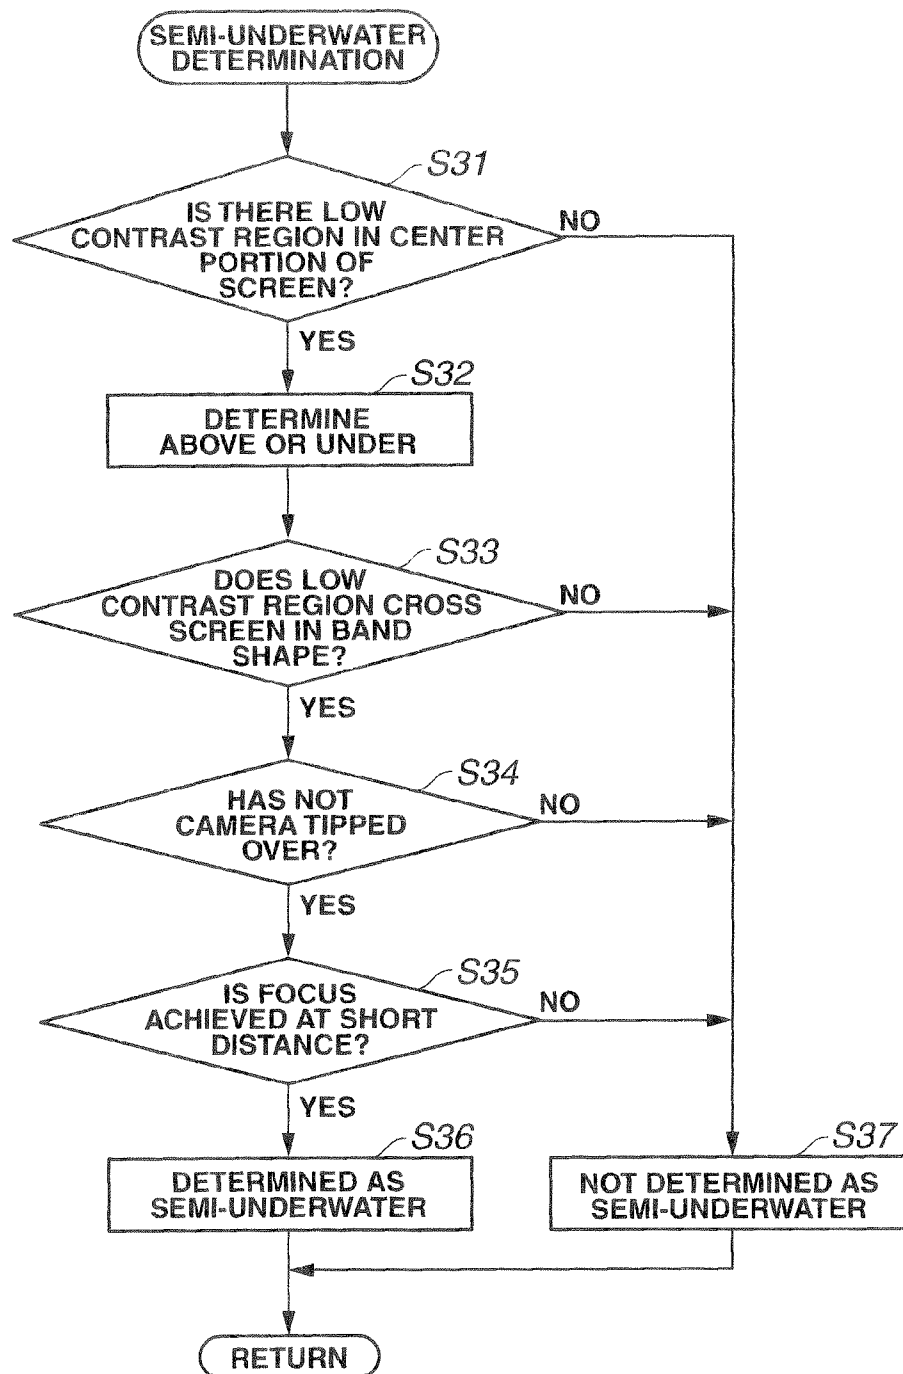 SEMI-UNDERWATER
DETERMINATION
S31
IS THERE LOW
CONTRAST REGION IN CENTER
PORTION OF
SCREEN?
NO
YES
S32
DETERMINE
ABOVE OR UNDER
S33
DOES LOW
CONTRAST REGION CROSS
SCREEN IN BAND
SHAPE?
NO
YES
S34
HAS NOT
CAMERA TIPPED
OVER?
NO
YES
S35
IS FOCUS
ACHIEVED AT SHORT
DISTANCE?
NO
YES
S36
DETERMINED AS
SEMI-UNDERWATER
S37
NOT DETERMINED AS
SEMI-UNDERWATER
RETURN